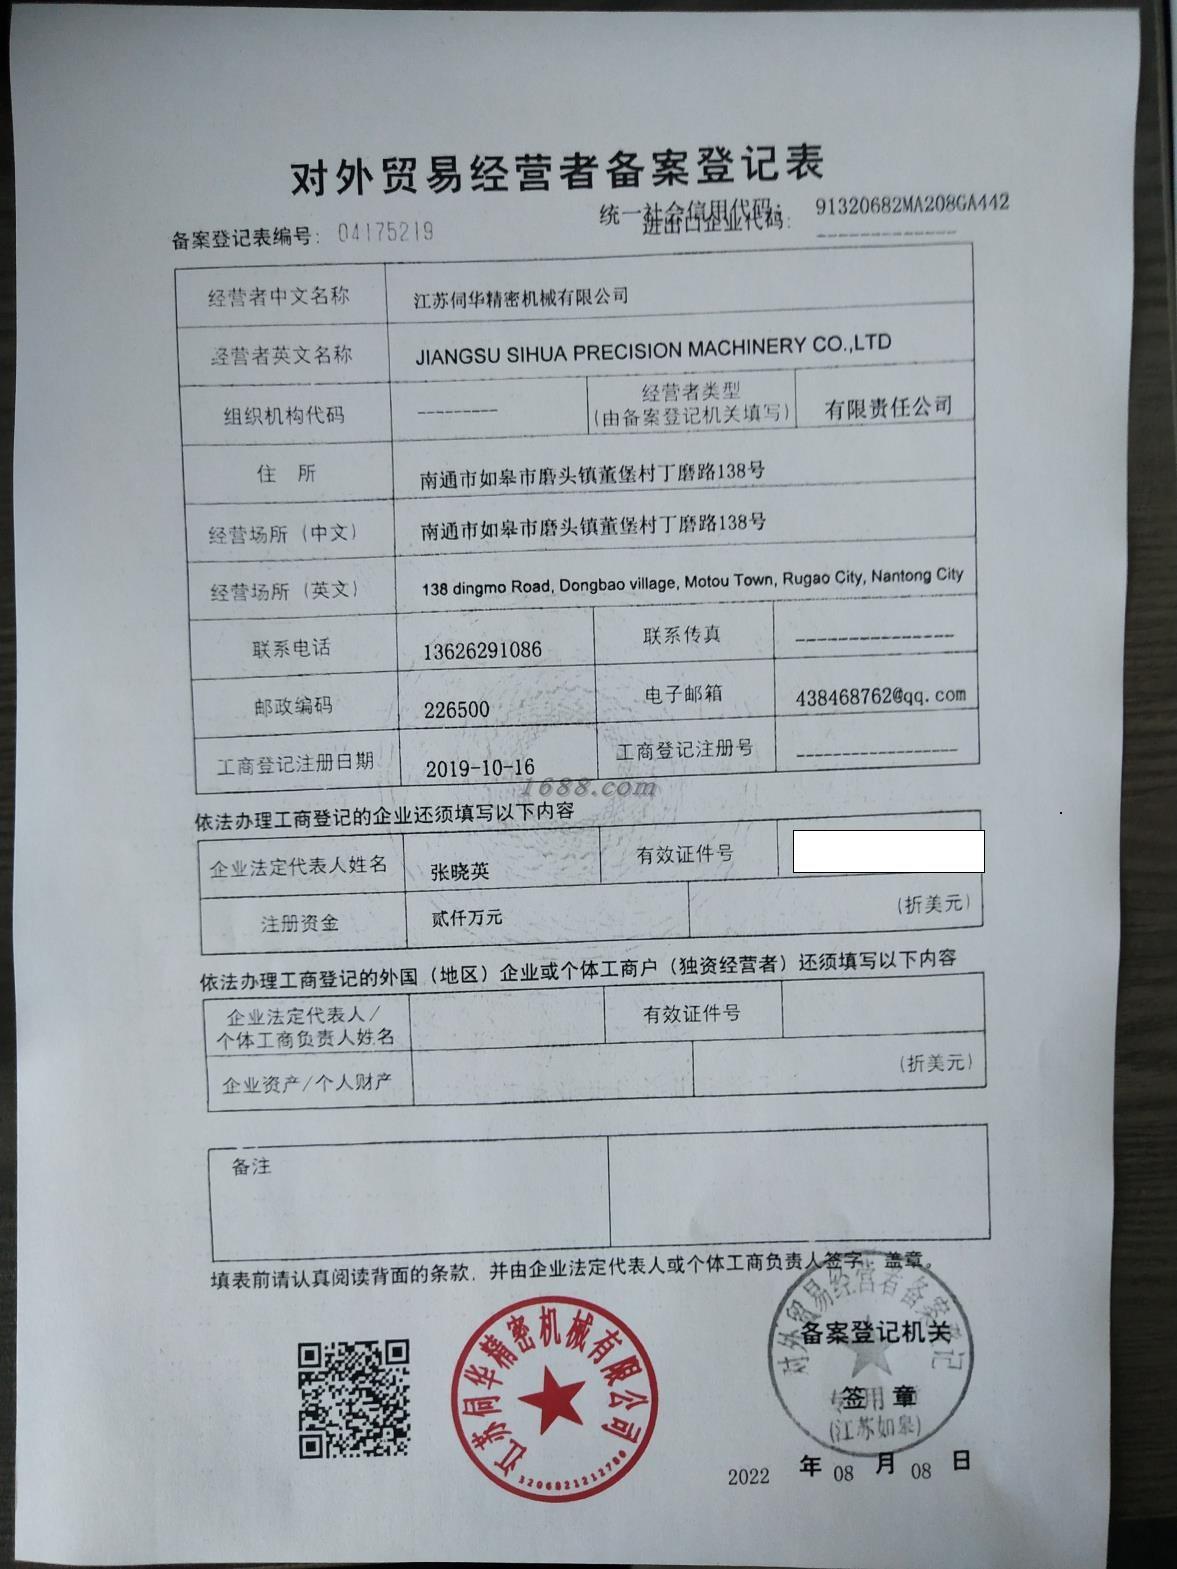 对外贸易经营者备案登记表
统一社会信用代码: 91320682MA208GA442
进出口企业代码: -------------
备案登记表编号: 04175219
经营者中文名称 江苏伺华精密机械有限公司
经营者英文名称 JIANGSU SIHUA PRECISION MACHINERY CO.,LTD
组织机构代码 --------- 经营者类型 (由备案登记机关填写) 有限责任公司
住 所 南通市如皋市磨头镇董堡村丁磨路138号
经营场所（中文） 南通市如皋市磨头镇董堡村丁磨路138号
经营场所（英文） 138 dingmo Road, Dongbao village, Motou Town, Rugao City, Nantong City
联系电话 13626291086 联系传真 ----------------
邮政编码 226500 电子邮箱 438468762@qq.com
工商登记注册日期 2019-10-16 工商登记注册号 ----------------
1688.com
依法办理工商登记的企业还须填写以下内容
企业法定代表人姓名 张晓英 有效证件号
注册资金 贰仟万元 (折美元)
依法办理工商登记的外国（地区）企业或个体工商户（独资经营者）还须填写以下内容
企业法定代表人/
个体工商负责人姓名 有效证件号
企业资产/个人财产 (折美元)
备注
填表前请认真阅读背面的条款，并由企业法定代表人或个体工商负责人签字、盖章。
江苏伺华精密机械有限公司
3206821212780
对外贸易经营者备案登记
备案登记机关
专用章
签 章
(江苏如皋)
2022 年 08 月 08 日